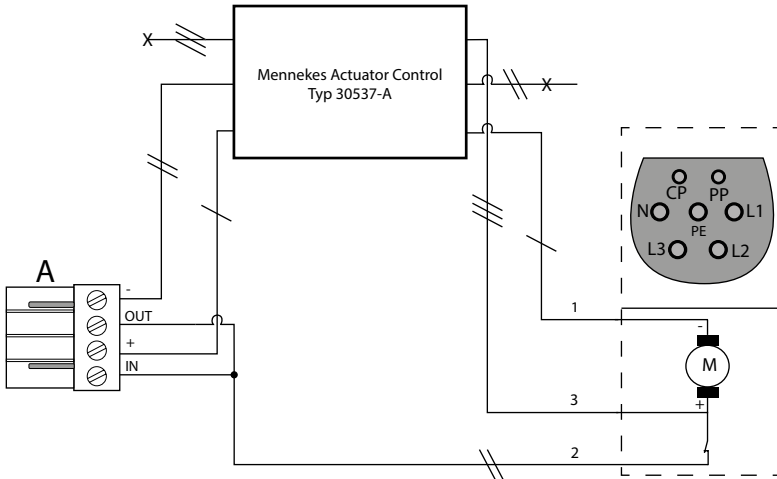 X
Mennekes Actuator Control
Typ 30537-A
X
CP PP
N L1
PE
L3 L2
A
-
OUT
+
IN
1
-
M
3
+
2